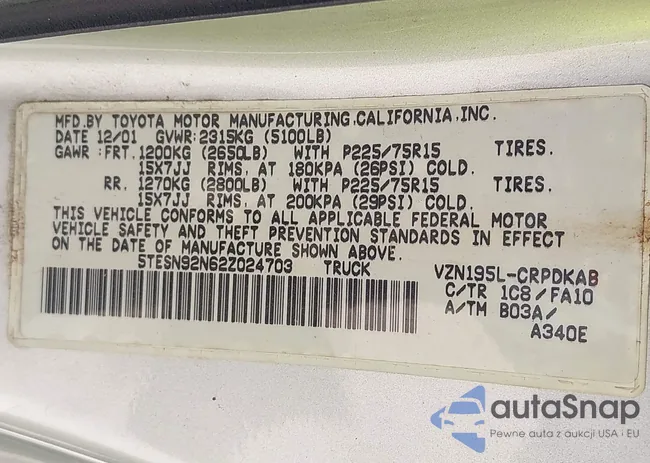 MFD.BY TOYOTA MOTOR MANUFACTURING,CALIFORNIA,INC.
DATE 12/01 GVWR:2315KG (5100LB)
GAWR:FRT.1200KG (2650LB) WITH P225/75R15 TIRES.
15X7JJ RIMS, AT 180KPA (26PSI) COLD.
RR. 1270KG (2800LB) WITH P225/75R15 TIRES.
15X7JJ RIMS, AT 200KPA (29PSI) COLD.
THIS VEHICLE CONFORMS TO ALL APPLICABLE FEDERAL MOTOR
VEHICLE SAFETY AND THEFT PREVENTION STANDARDS IN EFFECT
ON THE DATE OF MANUFACTURE SHOWN ABOVE.
5TESN92N62Z024703 TRUCK VZN195L-CRPDKAB
C/TR 1C8/FA10
A/TM B03A/
A340E
autaSnap
Pewne auta z aukcji USA i EU